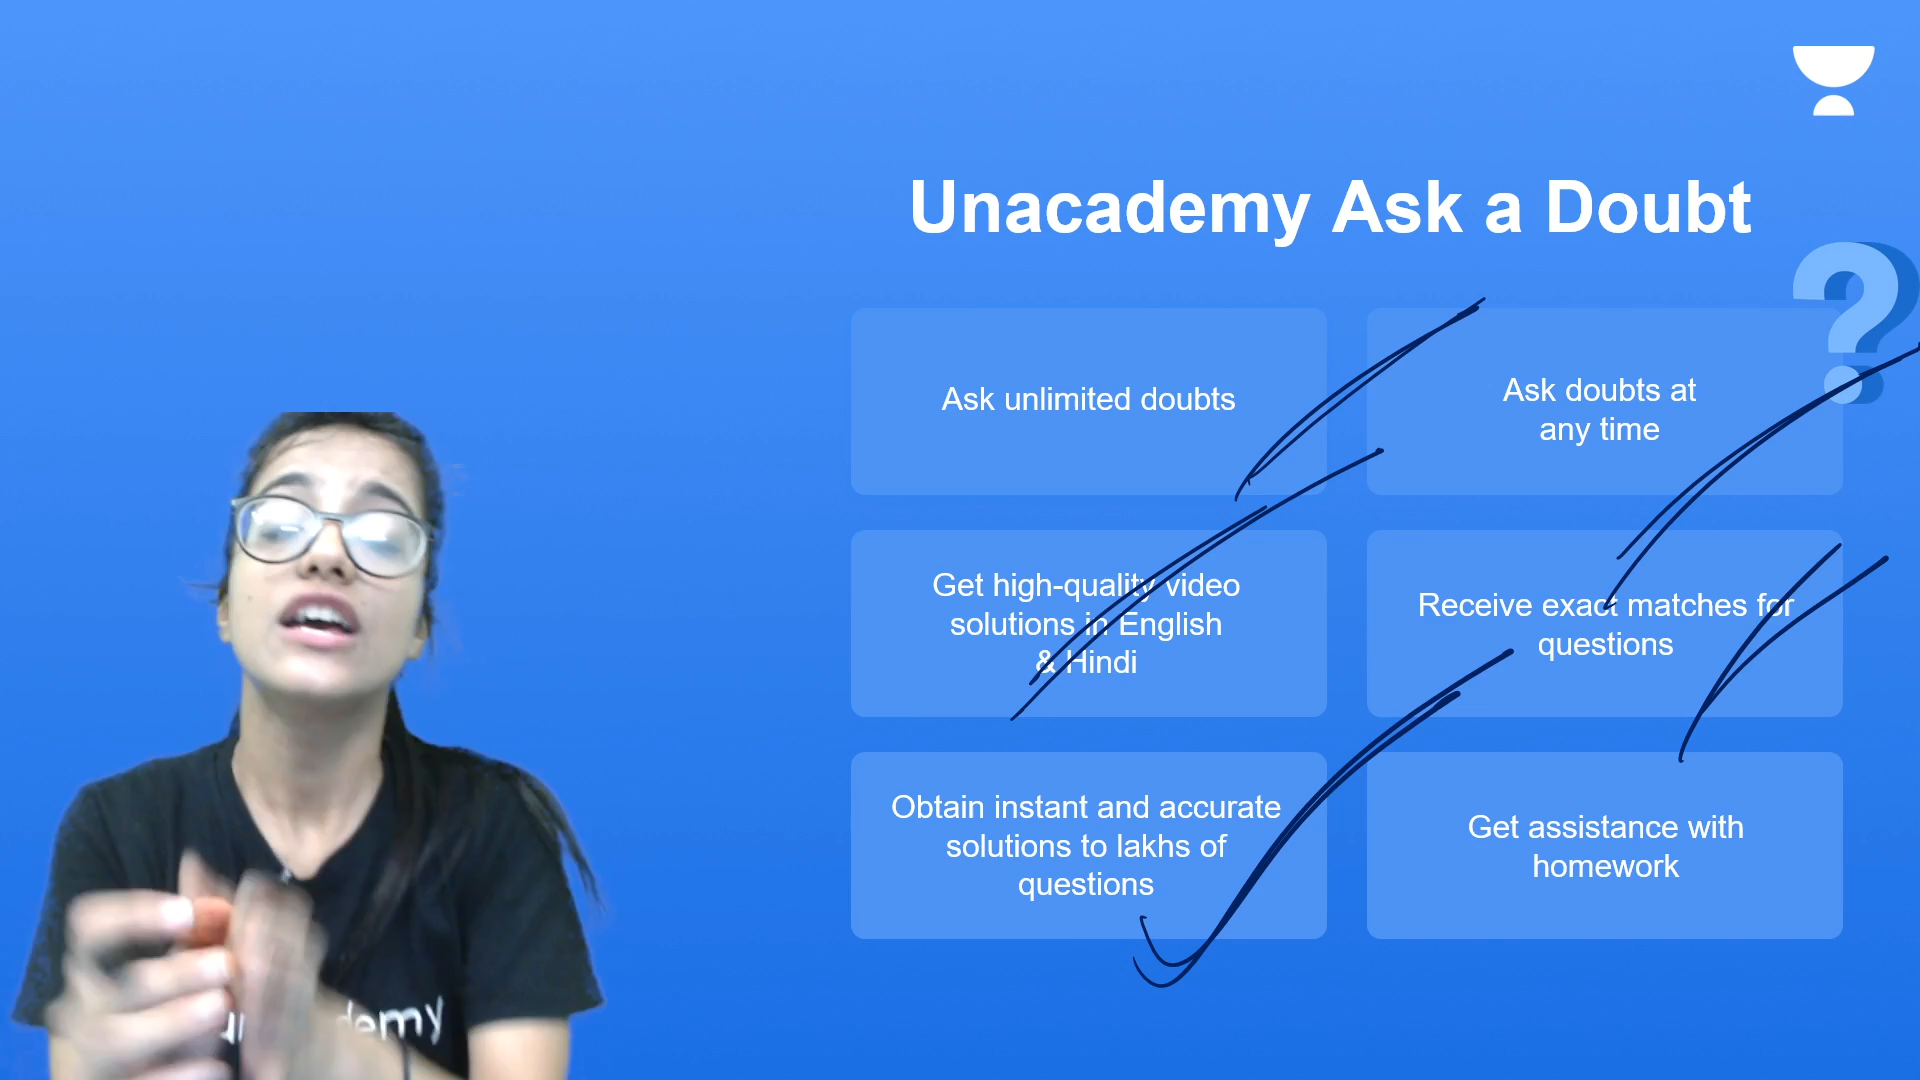 Unacademy Ask a Doubt
Ask unlimited doubts
Ask doubts at
any time
Get high-quality video
solutions in English
& Hindi
Receive exact matches for
questions
Obtain instant and accurate
solutions to lakhs of
questions
Get assistance with
homework
?